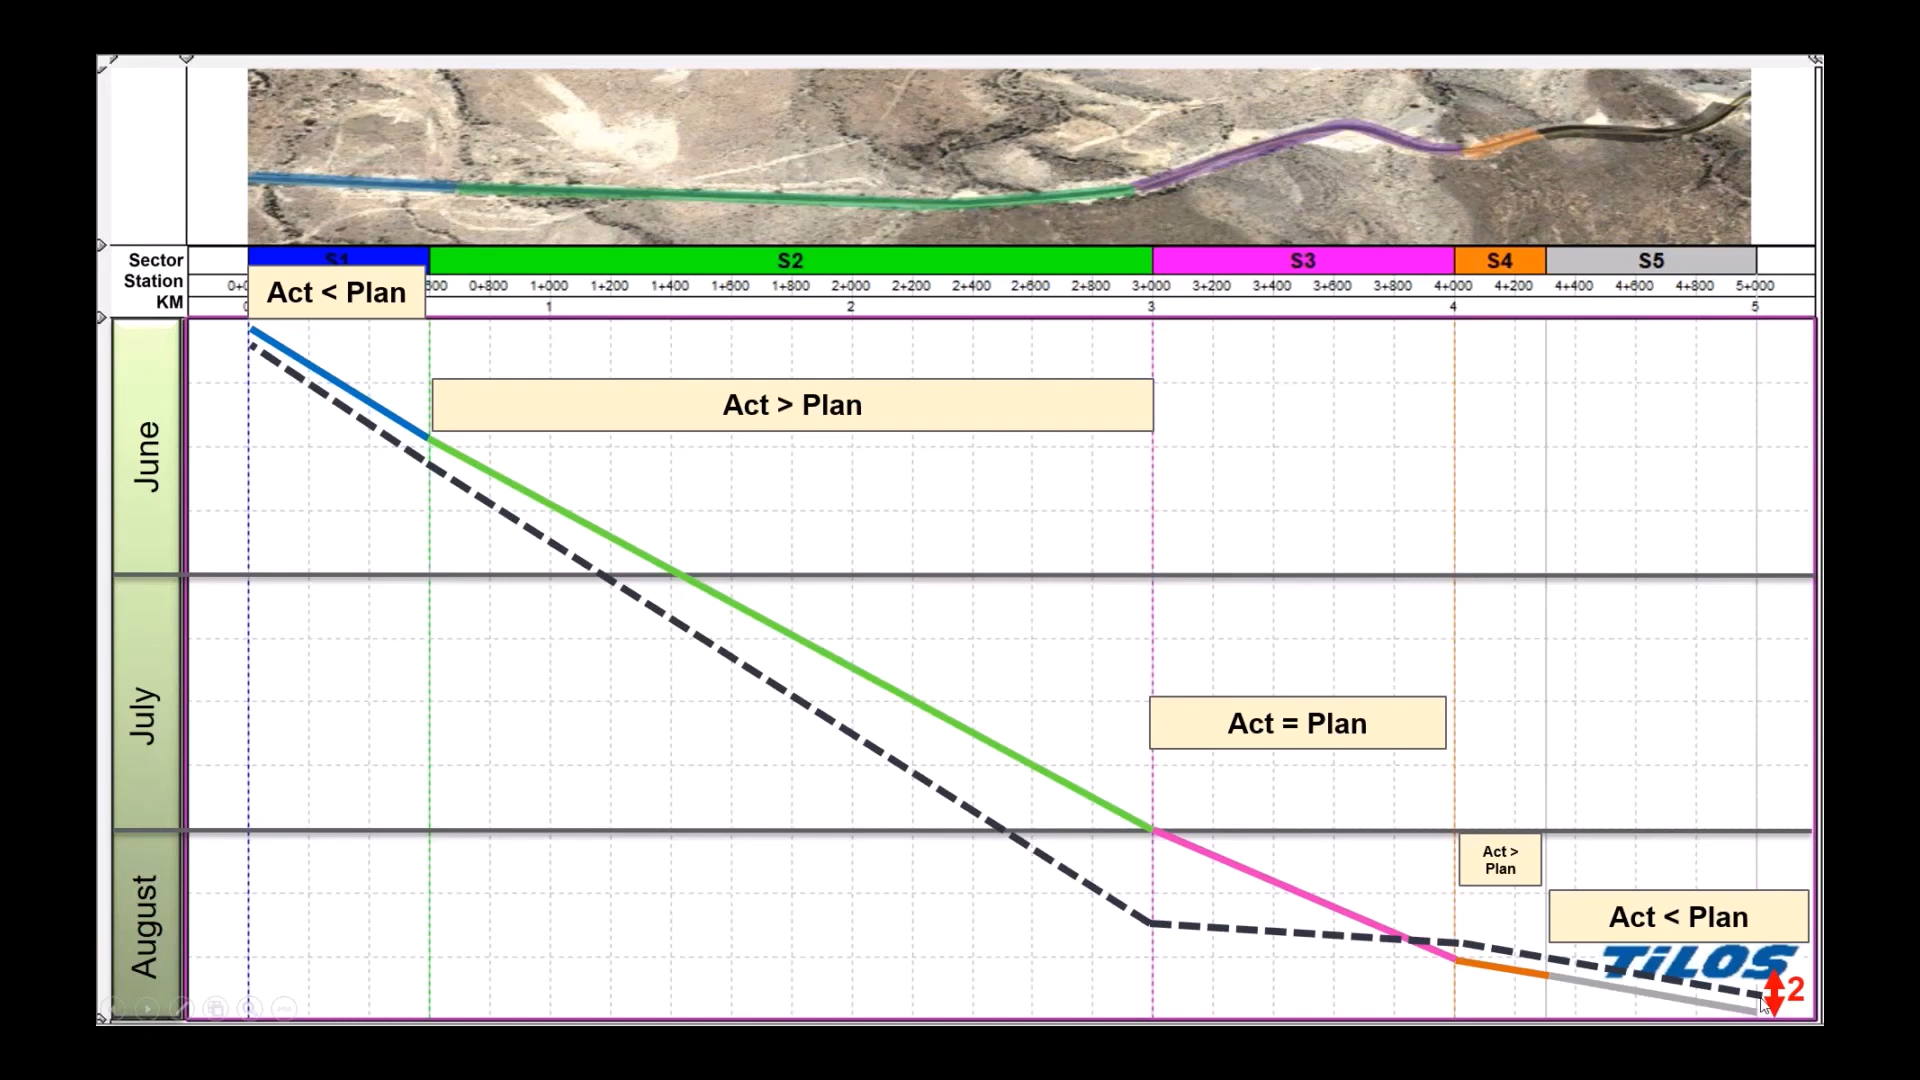 Sector
S1
S2
S3
S4
S5
Station
0+800
1+000
1+200
1+400
1+600
1+800
2+000
2+200
2+400
2+600
2+800
3+000
3+200
3+400
3+600
3+800
4+000
4+200
4+400
4+600
4+800
5+000
KM
1
2
3
4
5
Act < Plan
Act > Plan
June
Act = Plan
July
Act >
Plan
Act < Plan
August
TiLOS
2